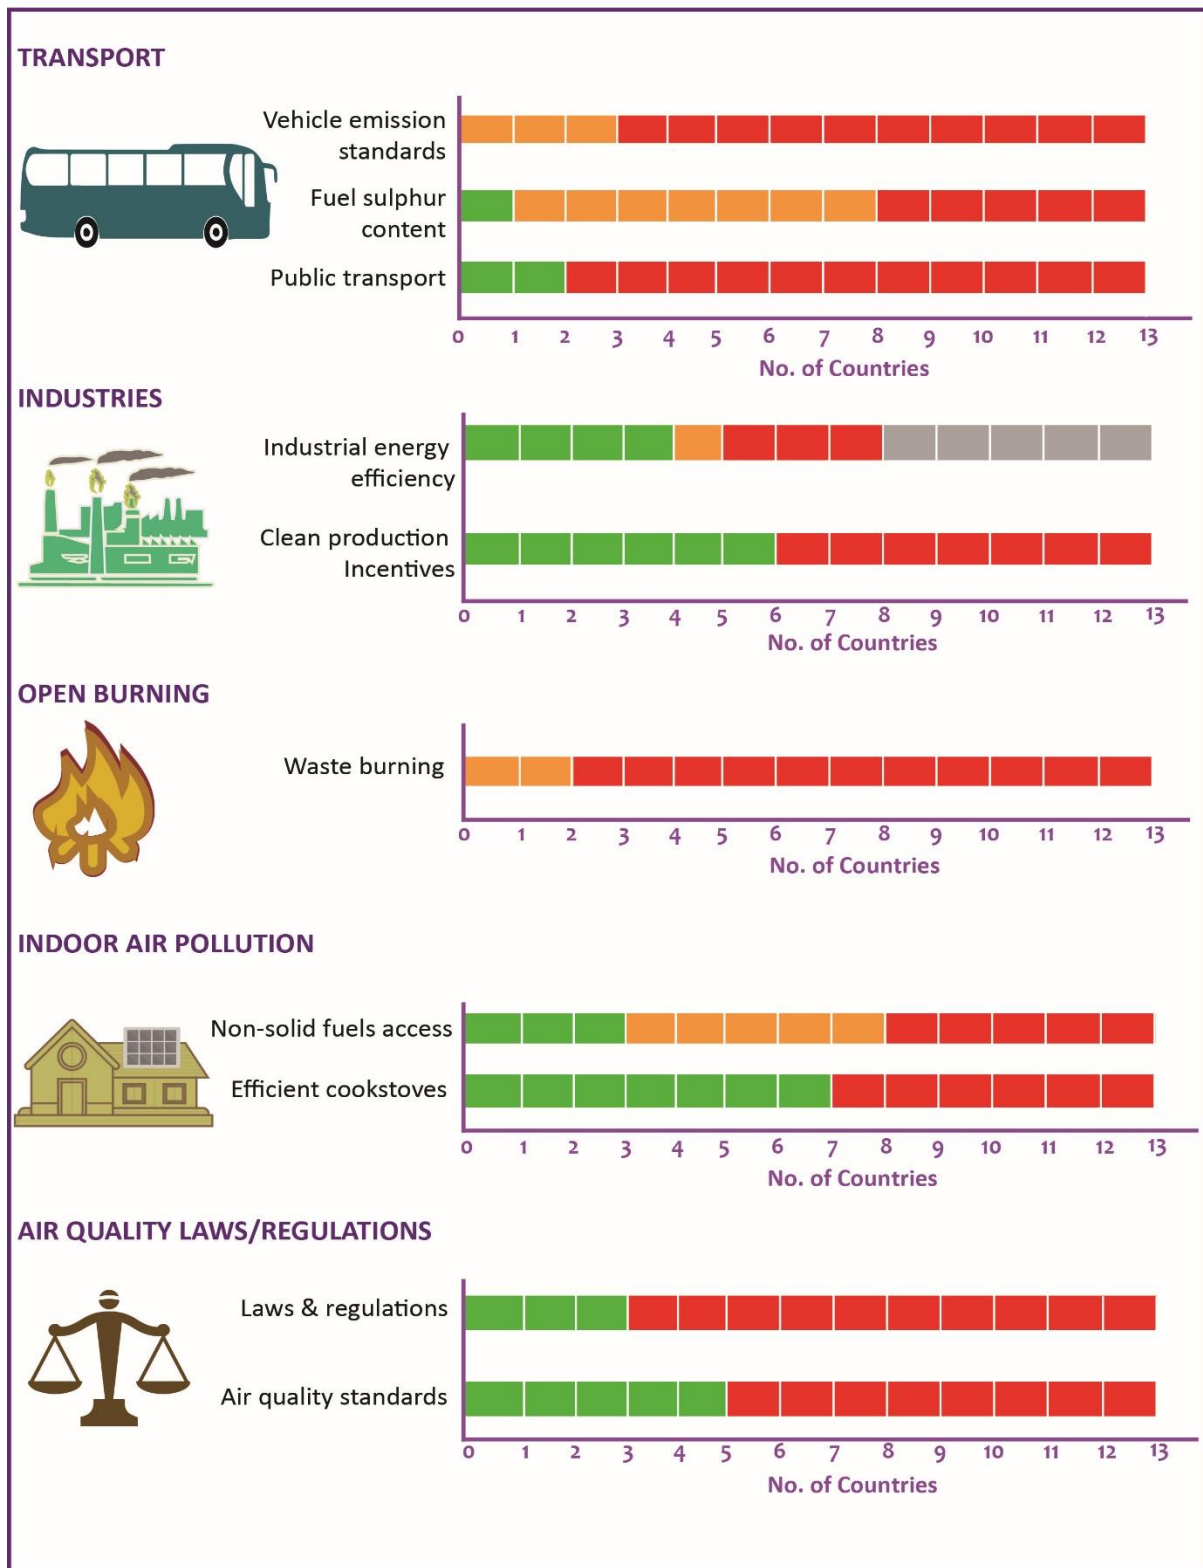 TRANSPORT
Vehicle emission
standards
Fuel sulphur
content
Public transport
0 1 2 3 4 5 6 7 8 9 10 11 12 13
No. of Countries
INDUSTRIES
Industrial energy
efficiency
Clean production
Incentives
0 1 2 3 4 5 6 7 8 9 10 11 12 13
No. of Countries
OPEN BURNING
Waste burning
0 1 2 3 4 5 6 7 8 9 10 11 12 13
No. of Countries
INDOOR AIR POLLUTION
Non-solid fuels access
Efficient cookstoves
0 1 2 3 4 5 6 7 8 9 10 11 12 13
No. of Countries
AIR QUALITY LAWS/REGULATIONS
Laws & regulations
Air quality standards
0 1 2 3 4 5 6 7 8 9 10 11 12 13
No. of Countries